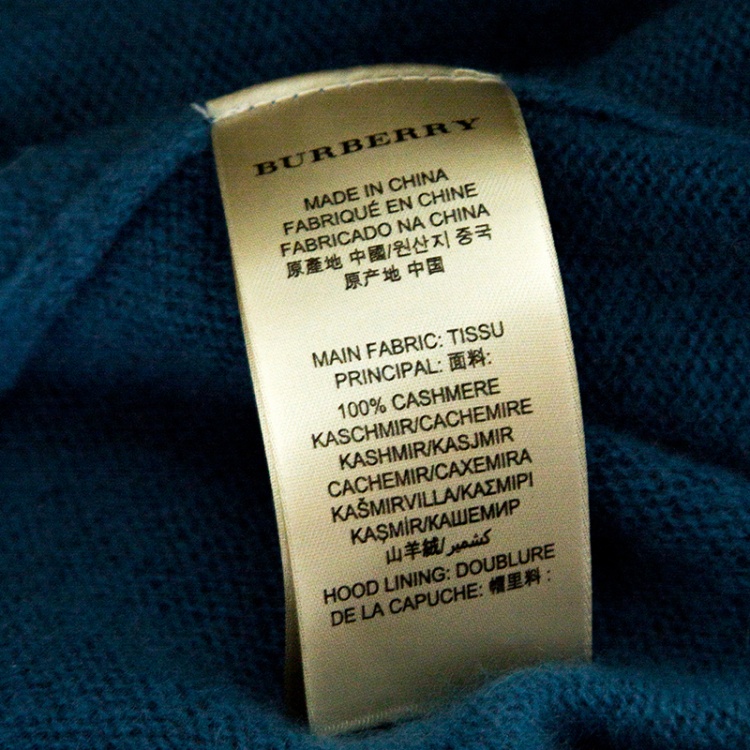 BURBERRY
MADE IN CHINA
FABRIQUÉ EN CHINE
FABRICADO NA CHINA
原產地 中國/원산지 중국
原产地 中国
MAIN FABRIC: TISSU
PRINCIPAL: 面料:
100% CASHMERE
KASCHMIR/CACHEMIRE
KASHMIR/KASJMIR
CACHEMIR/CAXEMIRA
KAŠMIRVILLA/ΚΑΣΜΙΡΙ
KAŞMİR/КАШЕМИР
山羊絨/كشمير
HOOD LINING: DOUBLURE
DE LA CAPUCHE: 帽里料: